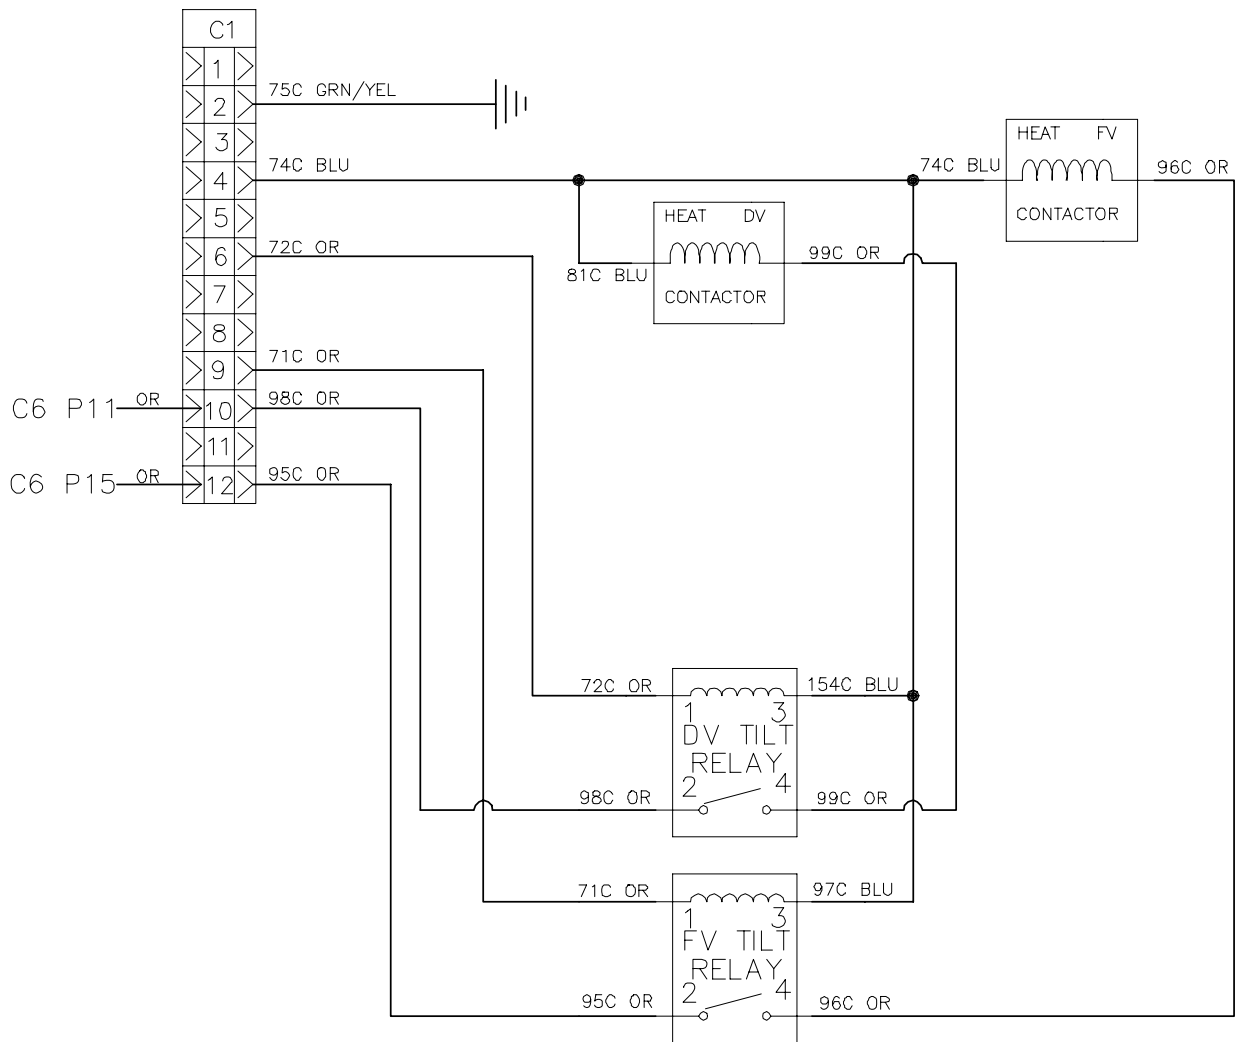 C1
1
2
75C GRN/YEL
3
HEAT FV
74C BLU
4
74C BLU
96C OR
CONTACTOR
5
HEAT DV
72C OR
6
99C OR
81C BLU
CONTACTOR
7
8
71C OR
9
C6 P11
OR
10
98C OR
11
C6 P15
OR
12
95C OR
72C OR
154C BLU
1 3
DV TILT
RELAY
2 4
98C OR
99C OR
71C OR
97C BLU
1 3
FV TILT
RELAY
2 4
95C OR
96C OR